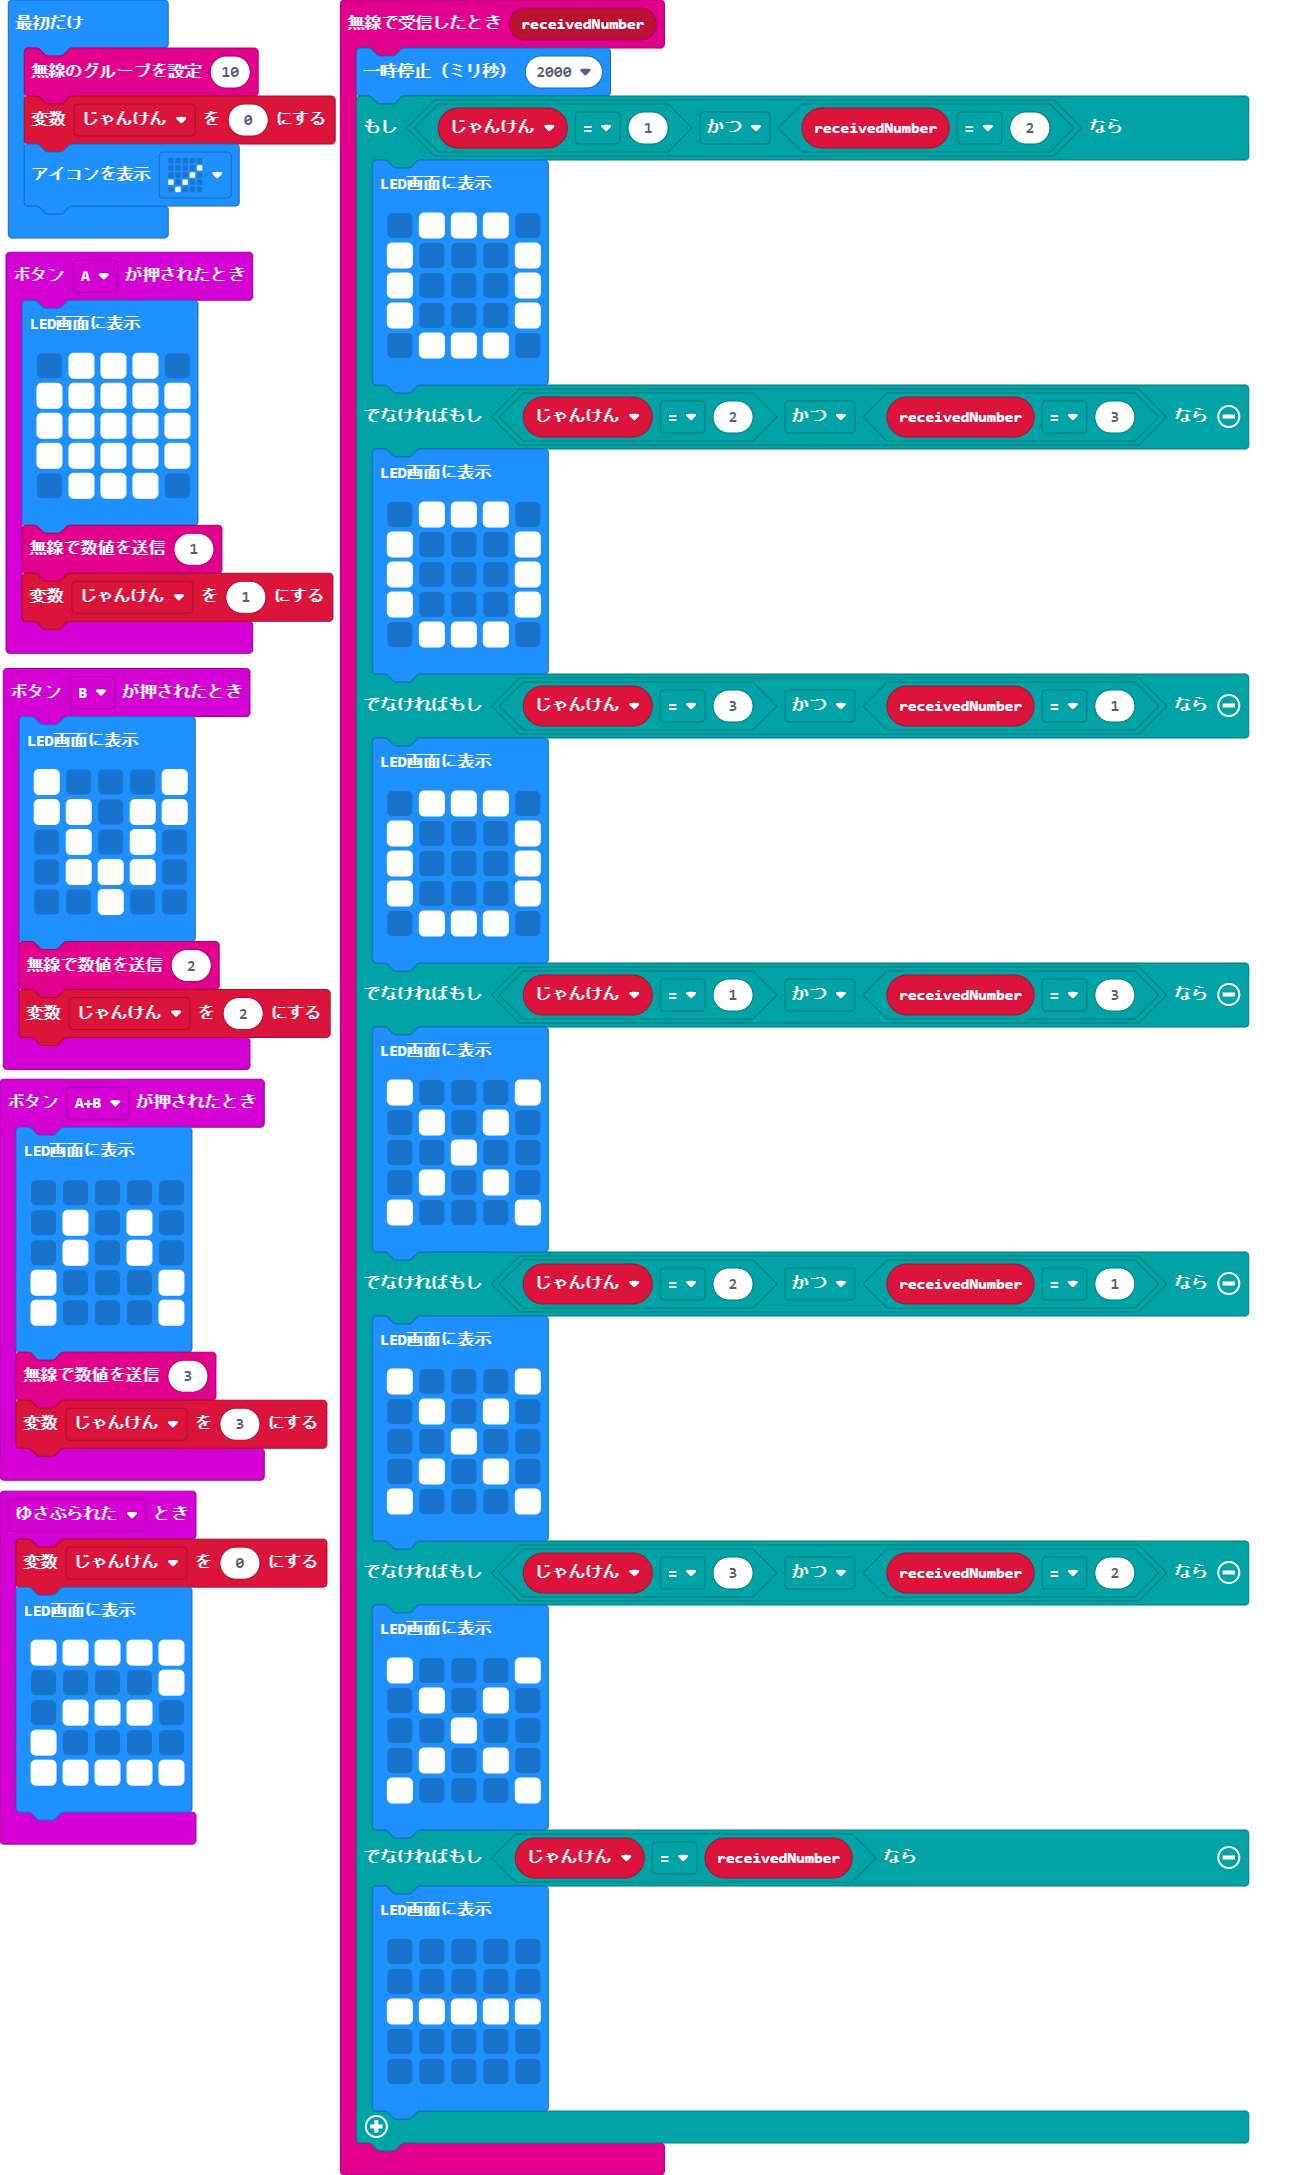 最初だけ
無線のグループを設定 10
変数 じゃんけん を 0 にする
アイコンを表示
ボタン A が押されたとき
LED画面に表示
無線で数値を送信 1
変数 じゃんけん を 1 にする
ボタン B が押されたとき
LED画面に表示
無線で数値を送信 2
変数 じゃんけん を 2 にする
ボタン A+B が押されたとき
LED画面に表示
無線で数値を送信 3
変数 じゃんけん を 3 にする
ゆさぶられた とき
変数 じゃんけん を 0 にする
LED画面に表示
無線で受信したとき receivedNumber
一時停止（ミリ秒） 2000
もし じゃんけん = 1 かつ receivedNumber = 2 なら
LED画面に表示
でなければもし じゃんけん = 2 かつ receivedNumber = 3 なら
LED画面に表示
でなければもし じゃんけん = 3 かつ receivedNumber = 1 なら
LED画面に表示
でなければもし じゃんけん = 1 かつ receivedNumber = 3 なら
LED画面に表示
でなければもし じゃんけん = 2 かつ receivedNumber = 1 なら
LED画面に表示
でなければもし じゃんけん = 3 かつ receivedNumber = 2 なら
LED画面に表示
でなければもし じゃんけん = receivedNumber なら
LED画面に表示